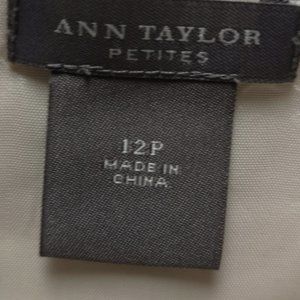 ANN TAYLOR
PETITES
12P
MADE IN
CHINA